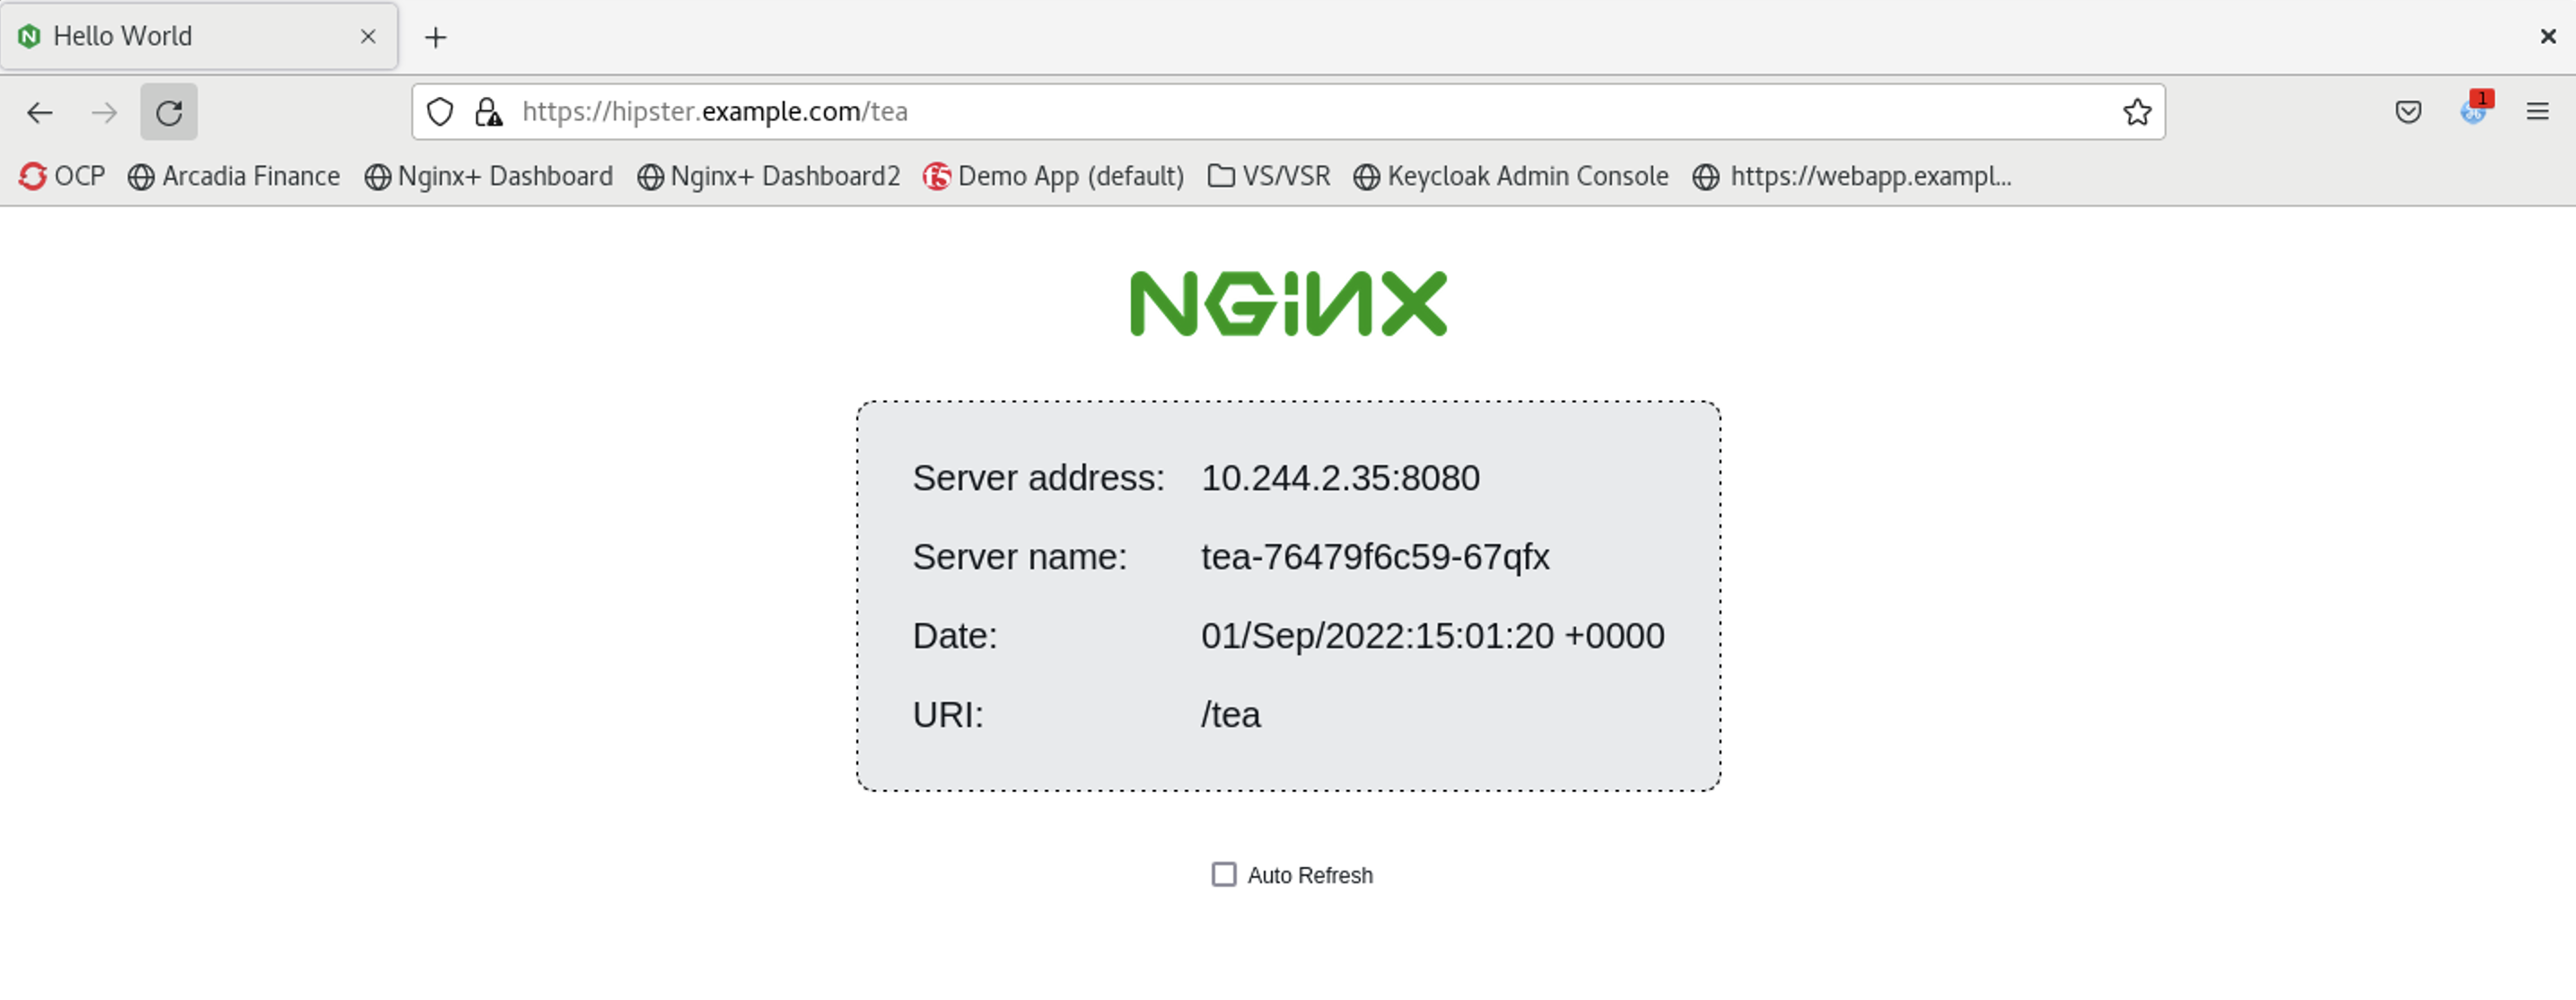 Hello World
https://hipster.example.com/tea
1
OCP Arcadia Finance Nginx+ Dashboard Nginx+ Dashboard2 Demo App (default) VS/VSR Keycloak Admin Console https://webapp.exampl...
NGINX
Server address: 10.244.2.35:8080
Server name: tea-76479f6c59-67qfx
Date: 01/Sep/2022:15:01:20 +0000
URI: /tea
Auto Refresh